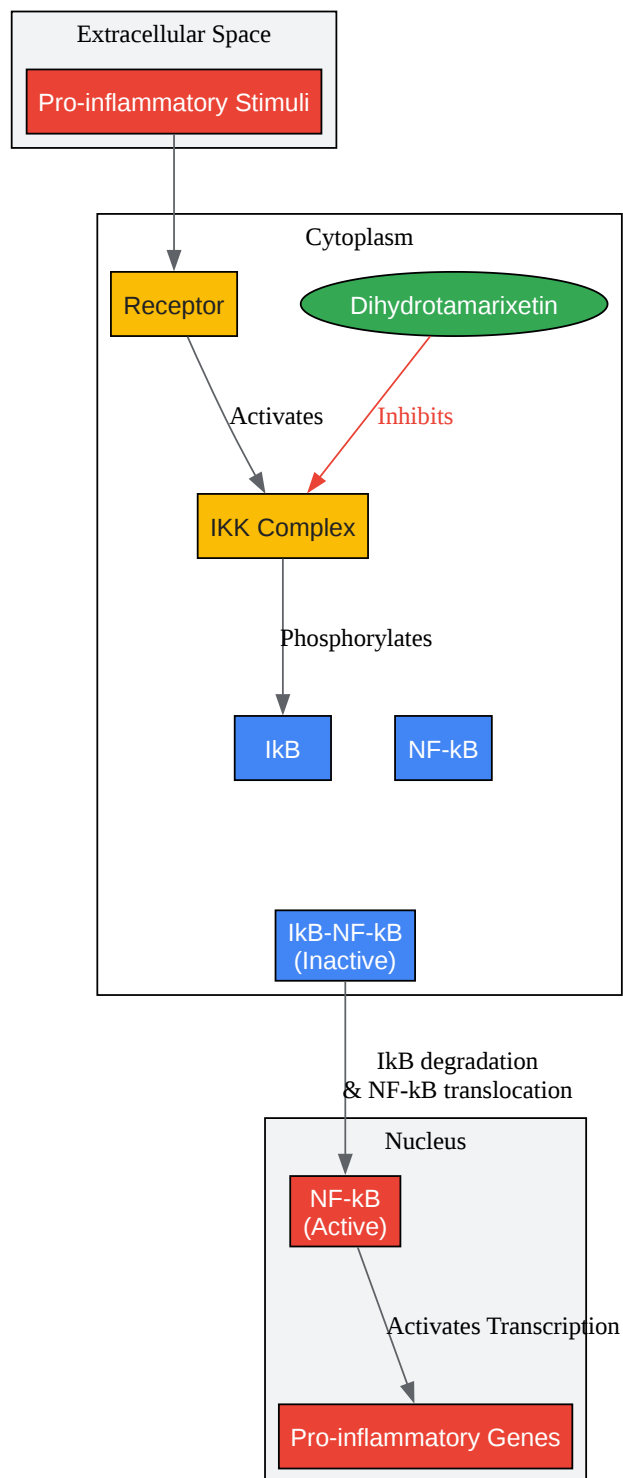 Extracellular Space
Pro-inflammatory Stimuli
Cytoplasm
Receptor
Dihydrotamarixetin
Activates
Inhibits
IKK Complex
Phosphorylates
IkB
NF-kB
IkB-NF-kB
(Inactive)
IkB degradation
& NF-kB translocation
Nucleus
NF-kB
(Active)
Activates Transcription
Pro-inflammatory Genes